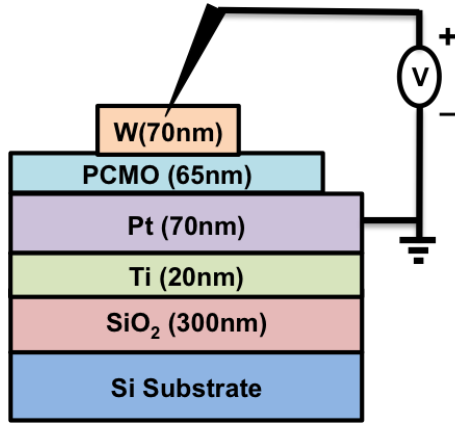 +
V
−
W(70nm)
PCMO (65nm)
Pt (70nm)
Ti (20nm)
SiO₂ (300nm)
Si Substrate